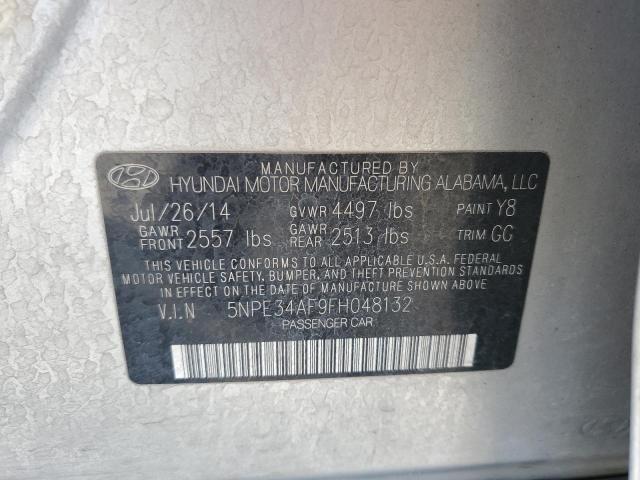 MANUFACTURED BY
HYUNDAI MOTOR MANUFACTURING ALABAMA, LLC
Jul/26/14 GVWR 4497 lbs PAINT Y8
GAWR FRONT 2557 lbs GAWR REAR 2513 lbs TRIM GG
THIS VEHICLE CONFORMS TO ALL APPLICABLE U.S.A. FEDERAL
MOTOR VEHICLE SAFETY, BUMPER, AND THEFT PREVENTION STANDARDS
IN EFFECT ON THE DATE OF MANUFACTURE SHOWN ABOVE.
V.I.N 5NPE34AF9FH048132
PASSENGER CAR